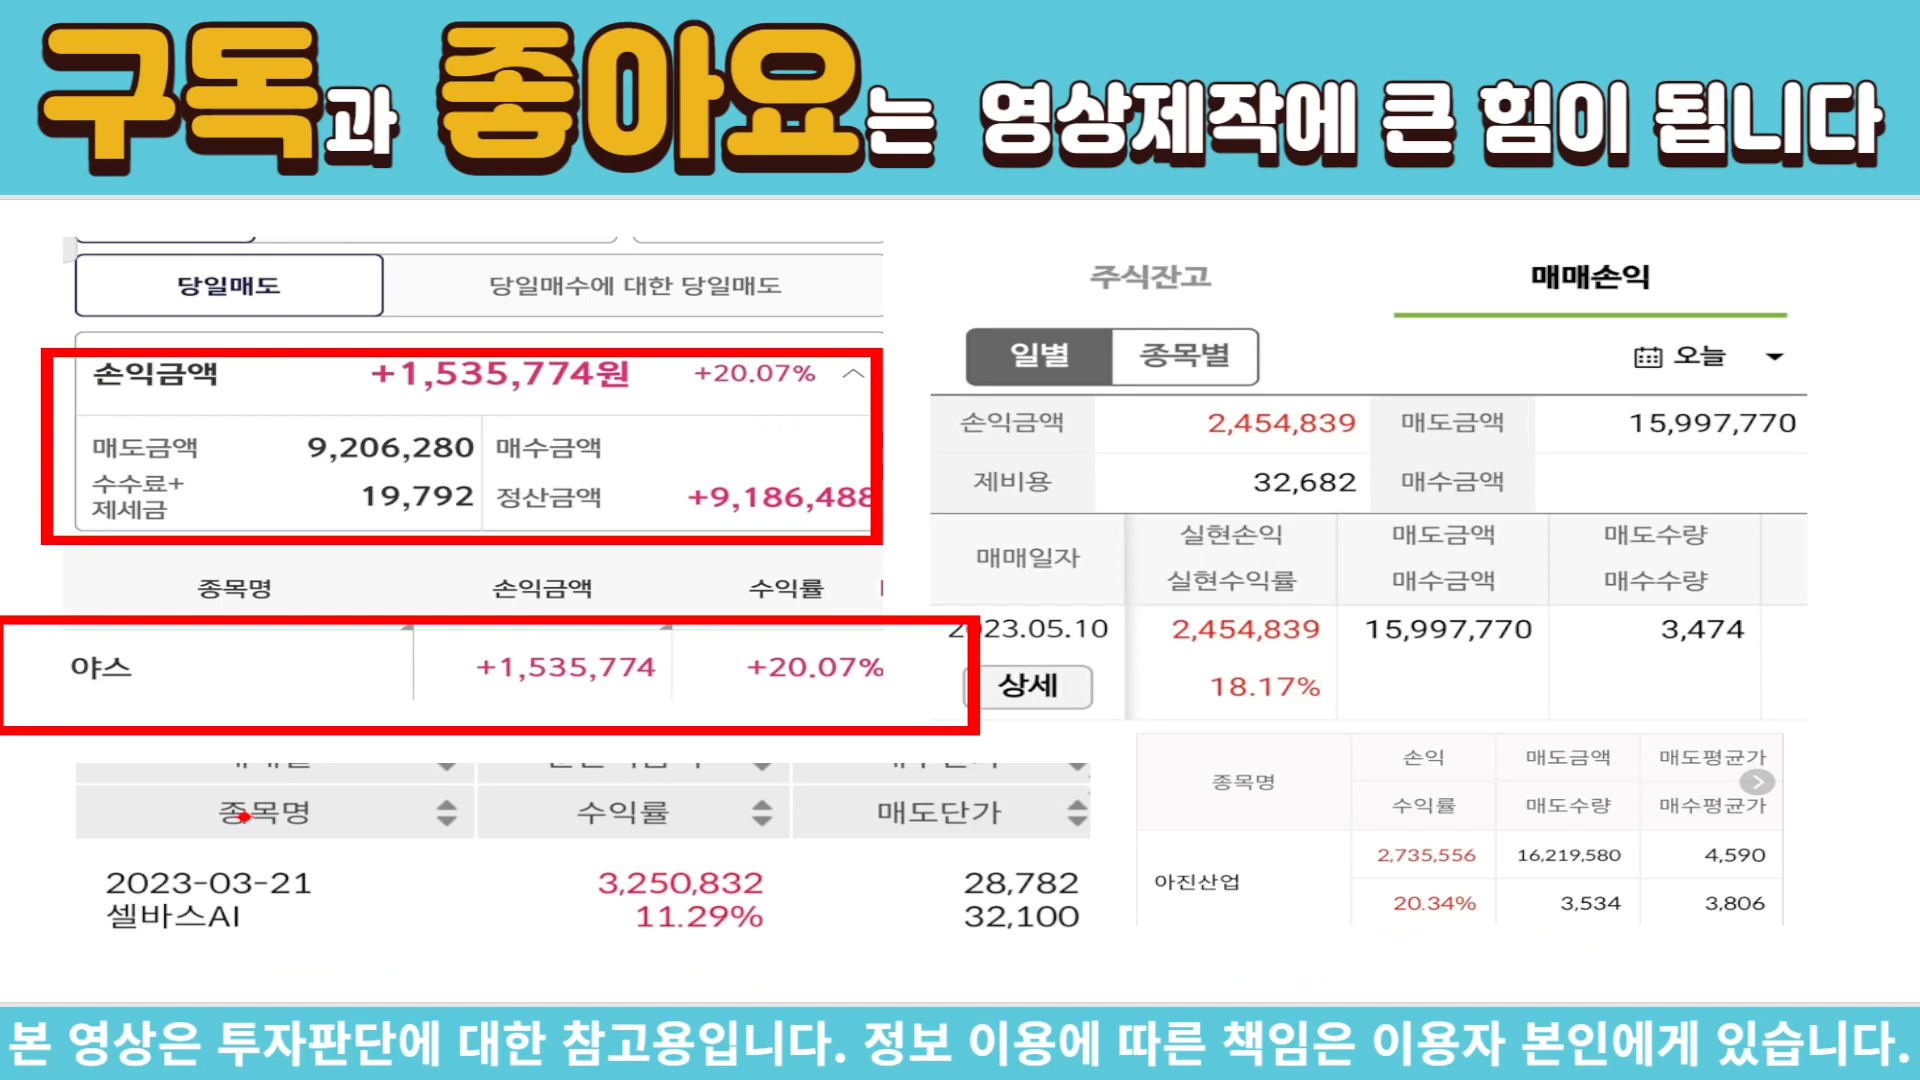 구독과 좋아요는 영상제작에 큰 힘이 됩니다
당일매도 당일매수에 대한 당일매도
손익금액 +1,535,774원 +20.07%
매도금액 9,206,280 매수금액
수수료+
제세금 19,792 정산금액 +9,186,488
종목명 손익금액 수익률
야스 +1,535,774 +20.07%
종목명 수익률 매도단가
2023-03-21 3,250,832 28,782
셀바스AI 11.29% 32,100
주식잔고 매매손익
일별 종목별 오늘
손익금액 2,454,839 매도금액 15,997,770
제비용 32,682 매수금액
매매일자 실현손익 매도금액 매도수량
실현수익률 매수금액 매수수량
2023.05.10 2,454,839 15,997,770 3,474
상세 18.17%
종목명 손익 매도금액 매도평균가
수익률 매도수량 매수평균가
아진산업 2,735,556 16,219,580 4,590
20.34% 3,534 3,806
본 영상은 투자판단에 대한 참고용입니다. 정보 이용에 따른 책임은 이용자 본인에게 있습니다.